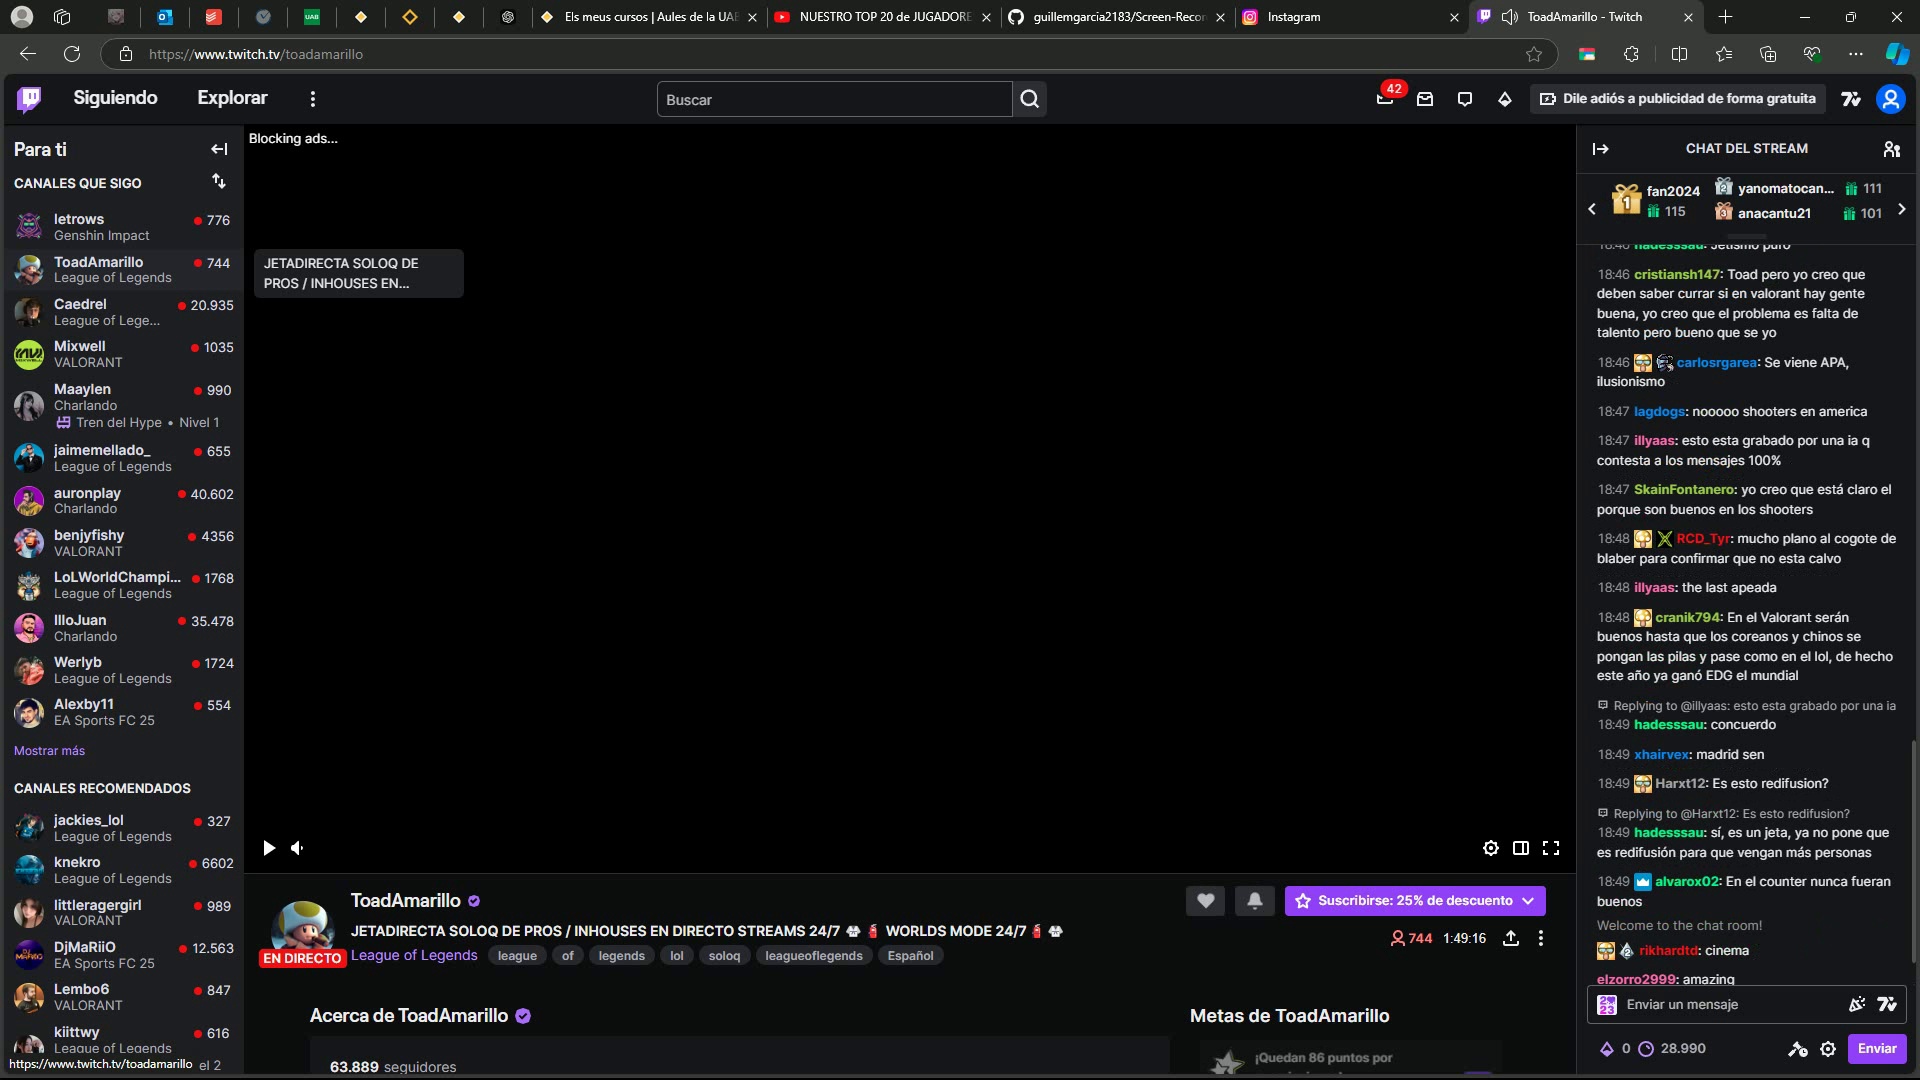 Els meus cursos | Aules de la UAB
NUESTRO TOP 20 de JUGADORE
guillemgarcia2183/Screen-Recor
Instagram
ToadAmarillo - Twitch
https://www.twitch.tv/toadamarillo
Siguiendo
Explorar
Buscar
42
Dile adiós a publicidad de forma gratuita
Para ti
CANALES QUE SIGO
letrows
776
Genshin Impact
ToadAmarillo
744
League of Legends
Caedrel
20.935
League of Lege...
Mixwell
1035
VALORANT
Maaylen
990
Charlando
Tren del Hype • Nivel 1
jaimemellado_
655
League of Legends
auronplay
40.602
Charlando
benjyfishy
4356
VALORANT
LoLWorldChampi...
1768
League of Legends
IlloJuan
35.478
Charlando
Werlyb
1724
League of Legends
Alexby11
554
EA Sports FC 25
Mostrar más
CANALES RECOMENDADOS
jackies_lol
327
League of Legends
knekro
6602
League of Legends
littleragergirl
989
VALORANT
DjMaRiiO
12.563
EA Sports FC 25
Lembo6
847
VALORANT
kiittwy
616
League of Legends
https://www.twitch.tv/toadamarillo el 2
Blocking ads...
JETADIRECTA SOLOQ DE
PROS / INHOUSES EN...
ToadAmarillo
JETADIRECTA SOLOQ DE PROS / INHOUSES EN DIRECTO STREAMS 24/7 WORLDS MODE 24/7
EN DIRECTO
League of Legends
league
of
legends
lol
soloq
leagueoflegends
Español
Suscribirse: 25% de descuento
744
1:49:16
Acerca de ToadAmarillo
63.889 seguidores
Metas de ToadAmarillo
¡Quedan 86 puntos por
CHAT DEL STREAM
1
fan2024
115
2
yanomatocan...
111
3
anacantu21
101
18:46 hadesssau: Jetismo puro
18:46 cristiansh147: Toad pero yo creo que
deben saber currar si en valorant hay gente
buena, yo creo que el problema es falta de
talento pero bueno que se yo
18:46 carlosrgarea: Se viene APA,
ilusionismo
18:47 lagdogs: nooooo shooters en america
18:47 illyaas: esto esta grabado por una ia q
contesta a los mensajes 100%
18:47 SkainFontanero: yo creo que está claro el
porque son buenos en los shooters
18:48 RCD_Tyr: mucho plano al cogote de
blaber para confirmar que no esta calvo
18:48 illyaas: the last apeada
18:48 cranik794: En el Valorant serán
buenos hasta que los coreanos y chinos se
pongan las pilas y pase como en el lol, de hecho
este año ya ganó EDG el mundial
Replying to @illyaas: esto esta grabado por una ia
18:49 hadesssau: concuerdo
18:49 xhairvex: madrid sen
18:49 Harxt12: Es esto redifusion?
Replying to @Harxt12: Es esto redifusion?
18:49 hadesssau: sí, es un jeta, ya no pone que
es redifusión para que vengan más personas
18:49 alvarox02: En el counter nunca fueran
buenos
Welcome to the chat room!
rikhardtd: cinema
elzorro2999: amazing
Enviar un mensaje
0
28.990
Enviar